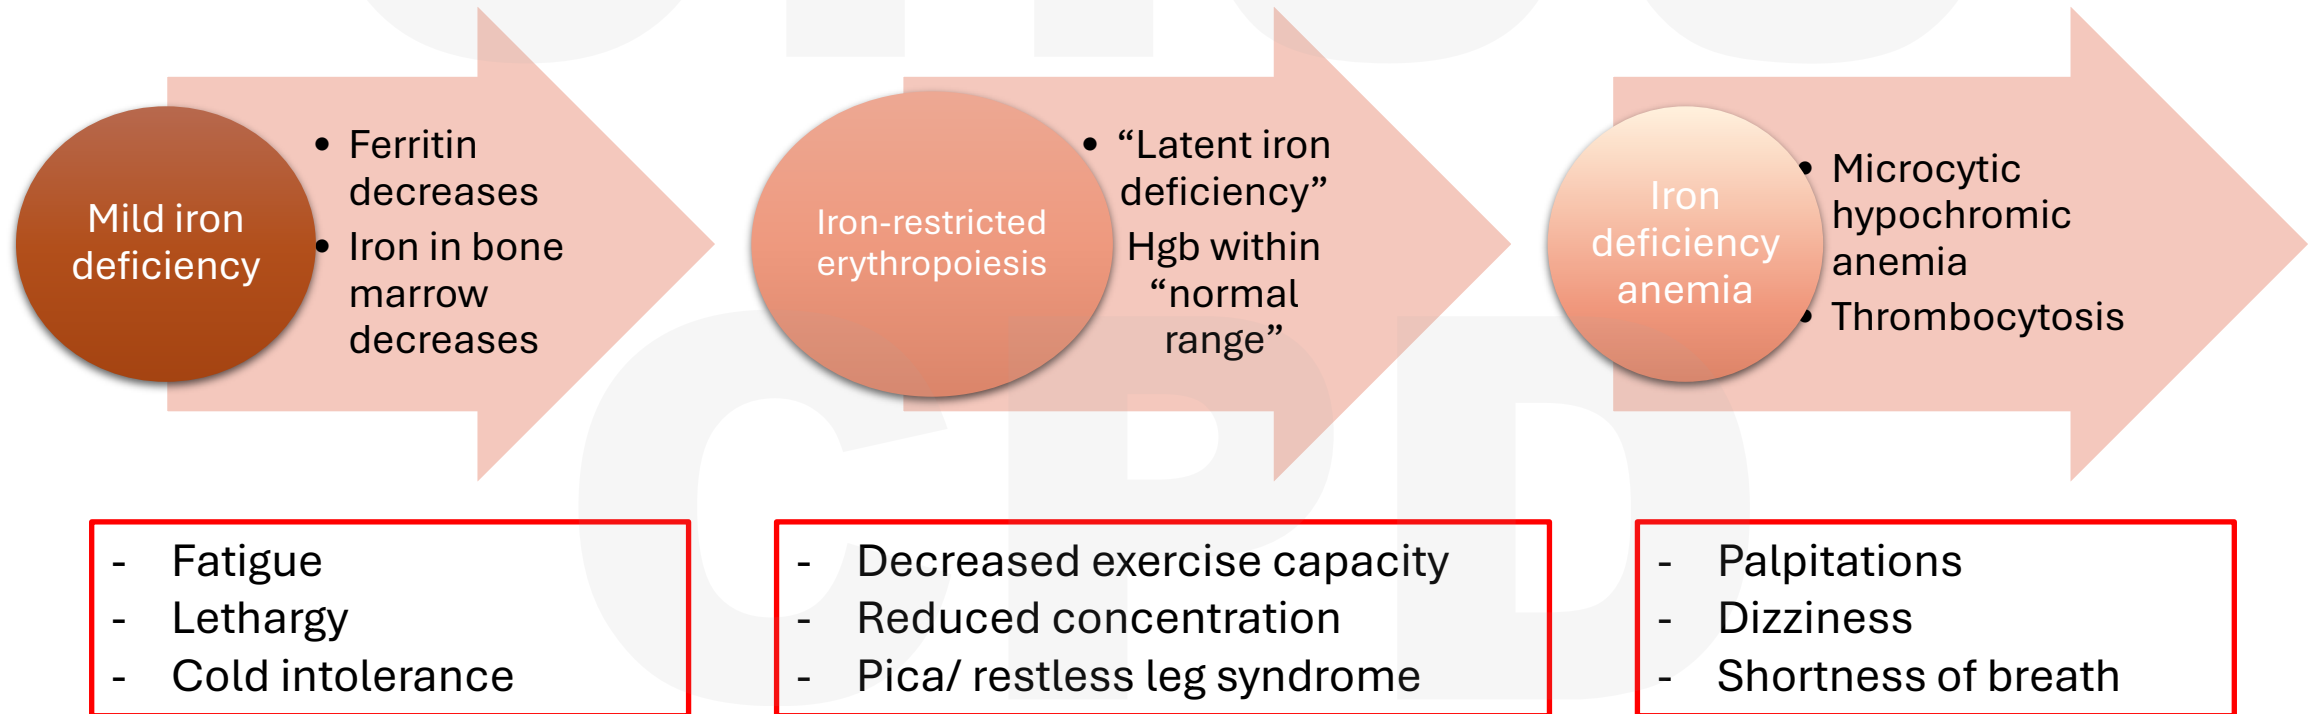 Mild iron
deficiency
• Ferritin
decreases
• Iron in bone
marrow
decreases
Iron-restricted
erythropoiesis
• “Latent iron
deficiency”
Hgb within
“normal
range”
Iron
deficiency
anemia
• Microcytic
hypochromic
anemia
• Thrombocytosis
- Fatigue
- Lethargy
- Cold intolerance
- Decreased exercise capacity
- Reduced concentration
- Pica/ restless leg syndrome
- Palpitations
- Dizziness
- Shortness of breath
CPD